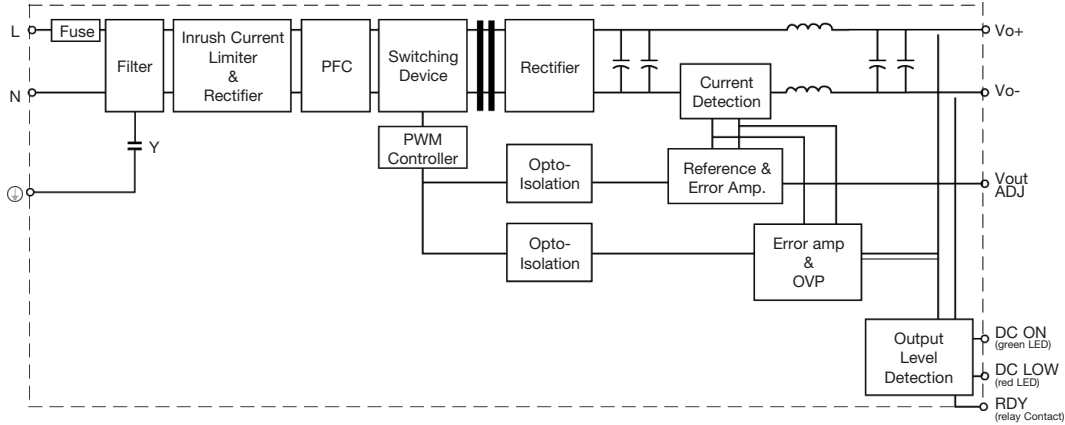 L
Fuse
Filter
Inrush Current
Limiter
&
Rectifier
PFC
Switching
Device
Rectifier
Current
Detection
Vo+
Vo-
N
Y
PWM
Controller
Opto-
Isolation
Reference &
Error Amp.
Vout
ADJ
Opto-
Isolation
Error amp
&
OVP
Output
Level
Detection
DC ON
(green LED)
DC LOW
(red LED)
RDY
(relay Contact)